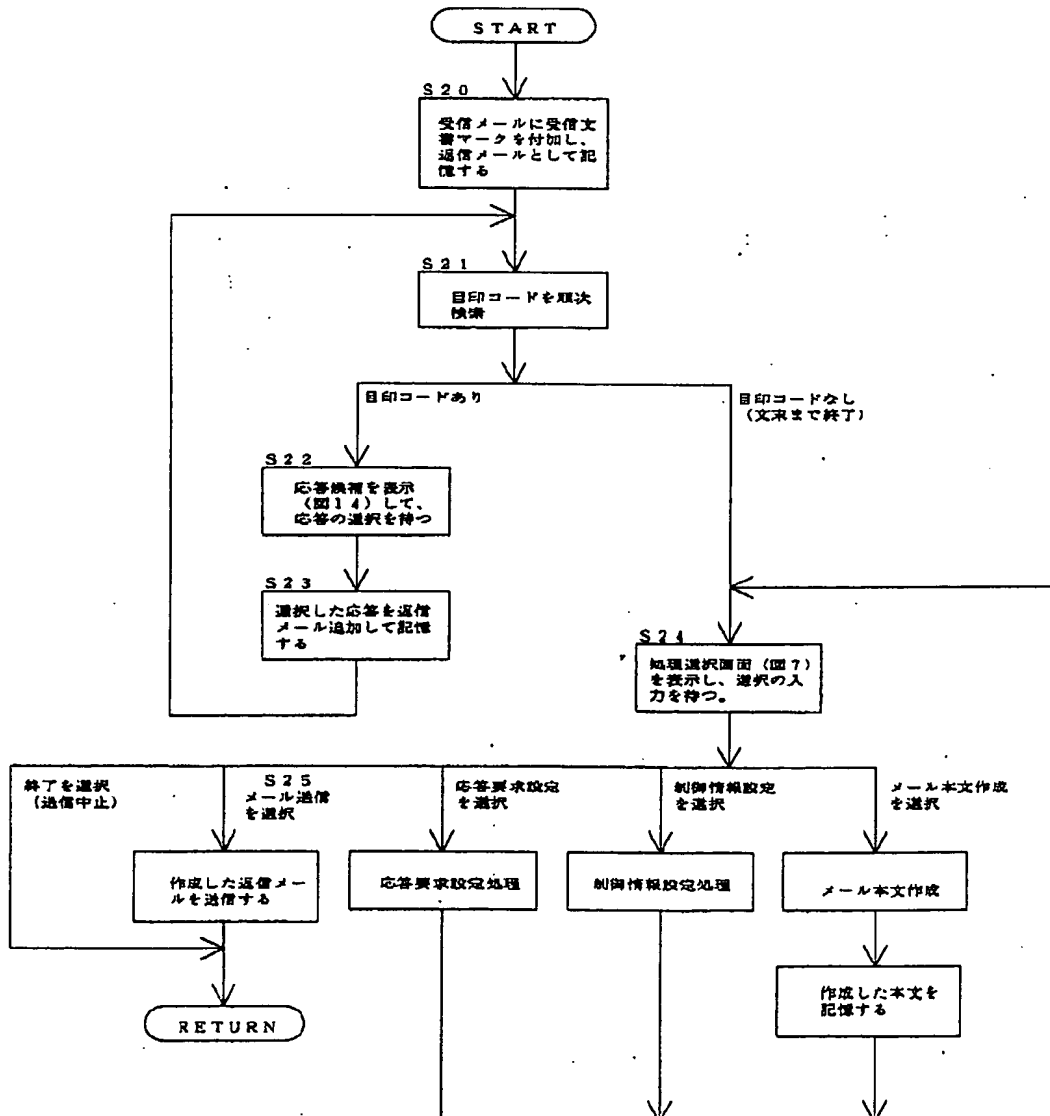 START
S20
受信メールに受信文
書マークを付加し、
返信メールとして記
憶する
S21
目印コードを順次
検索
目印コードあり
目印コードなし
(文末まで終了)
S22
応答候補を表示
(図14)して、
応答の選択を待つ
S23
選択した応答を返信
メール追加して記憶
する
S24
処理選択画面(図7)
を表示し、選択の入
力を待つ。
終了を選択
(送信中止)
S25
メール送信
を選択
応答要求設定
を選択
制御情報設定
を選択
メール本文作成
を選択
作成した返信メー
ルを送信する
応答要求設定処理
制御情報設定処理
メール本文作成
作成した本文を
記憶する
RETURN